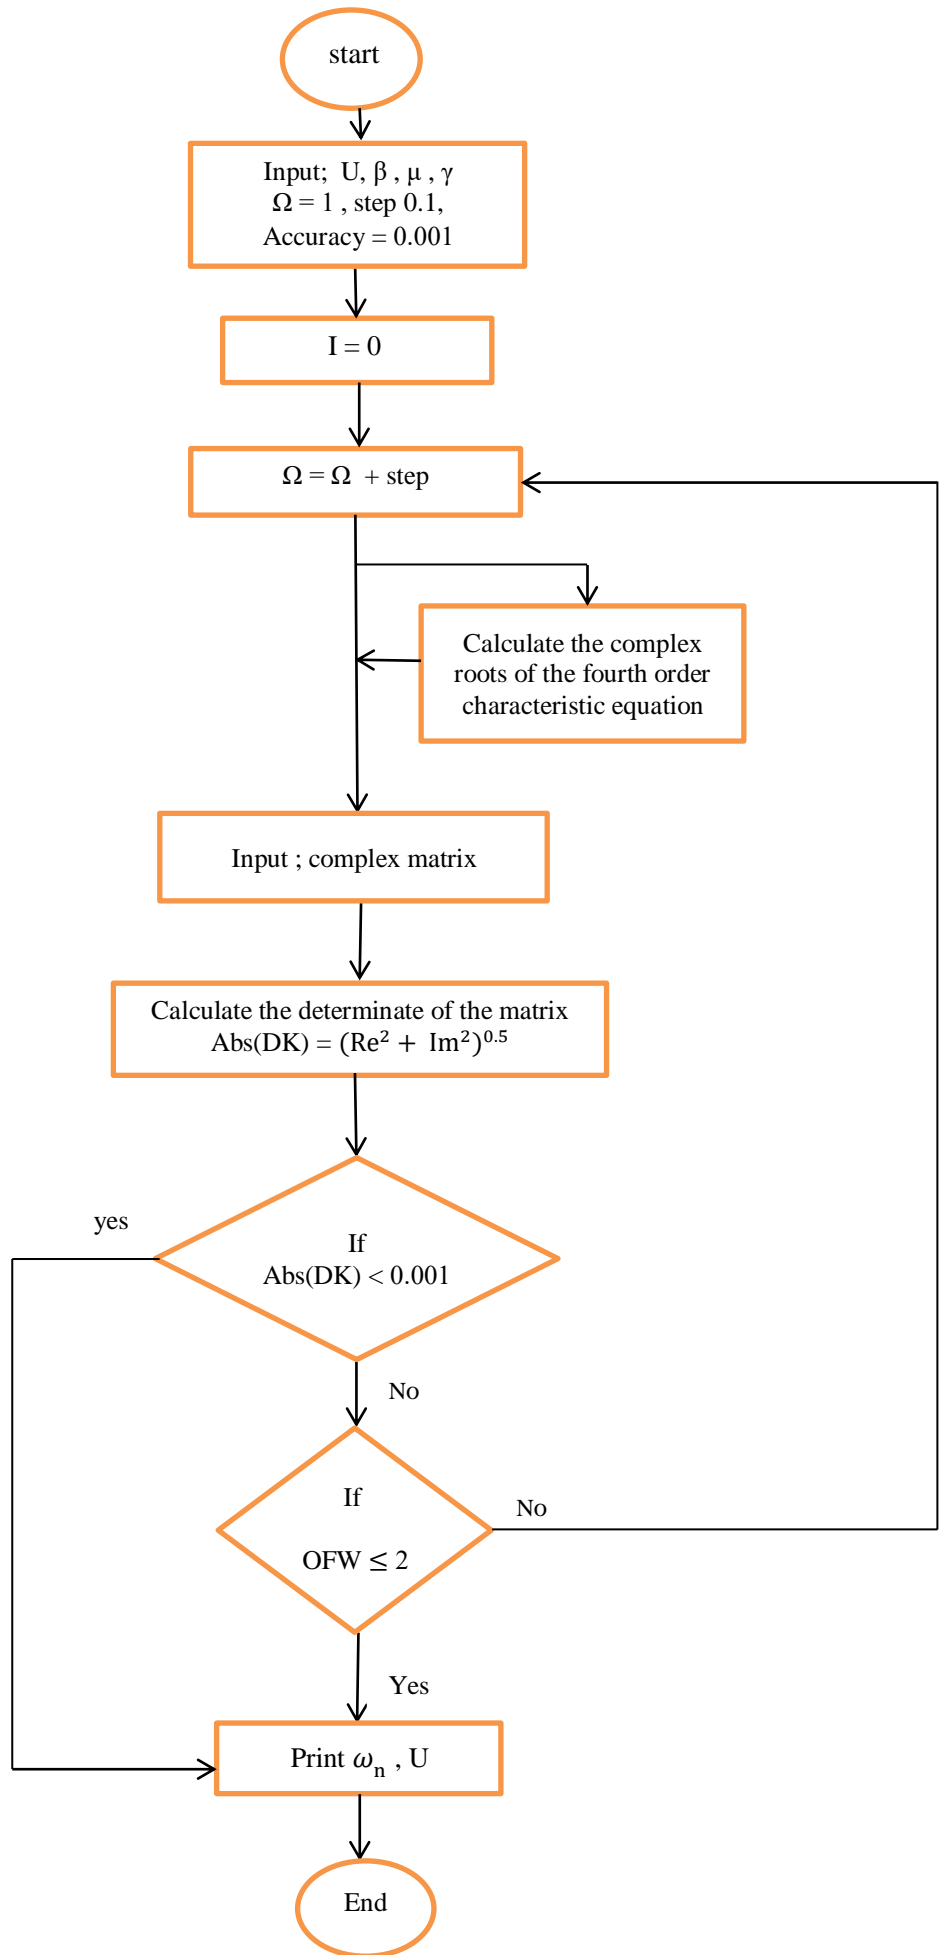 start
Input; U, β , μ , γ
Ω = 1 , step 0.1,
Accuracy = 0.001
I = 0
Ω = Ω + step
Calculate the complex
roots of the fourth order
characteristic equation
Input ; complex matrix
Calculate the determinate of the matrix
Abs(DK) = (Re² + Im²)⁰·⁵
yes
If
Abs(DK) < 0.001
No
If
No
OFW ≤ 2
Yes
Print ωₙ , U
End